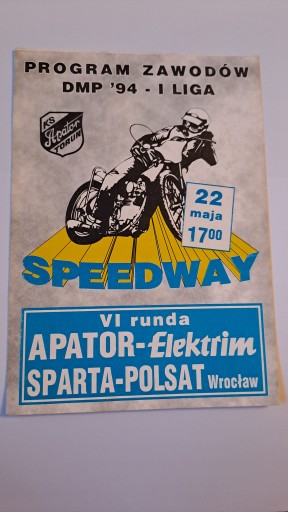 PROGRAM ZAWODÓW
DMP '94 - I LIGA
KS
Apator
TORUŃ
22
maja
17 00
SPEEDWAY
VI runda
APATOR-Elektrim
SPARTA-POLSAT Wrocław